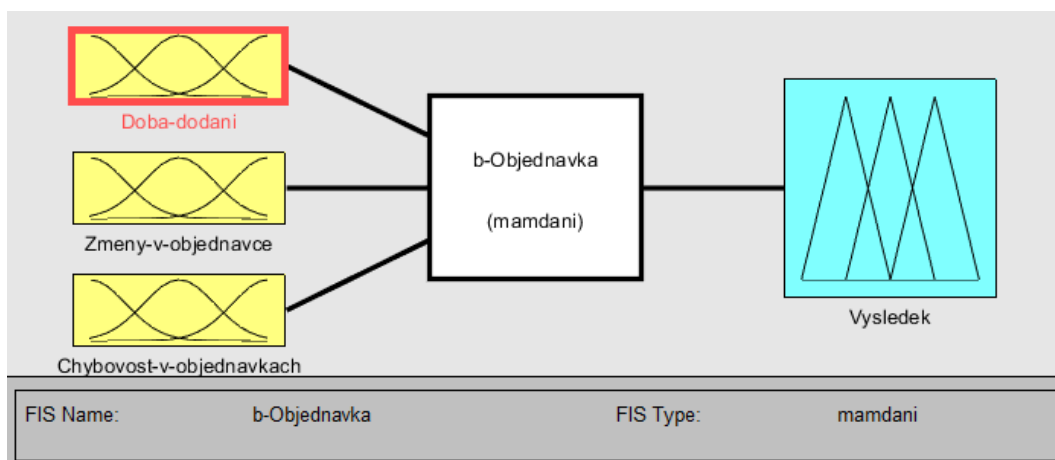 Doba-dodani
Zmeny-v-objednavce
Chybovost-v-objednavkach
b-Objednavka
(mamdani)
Vysledek
FIS Name: b-Objednavka FIS Type: mamdani